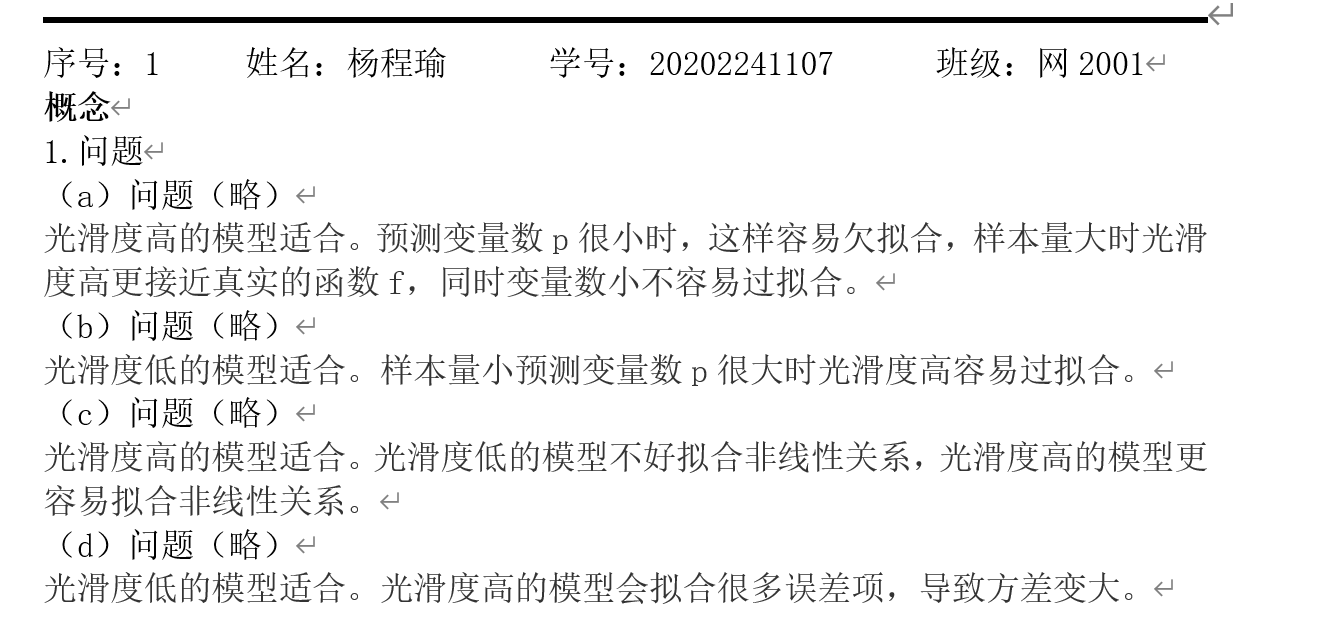 序号：1 姓名：杨程瑜 学号：20202241107 班级：网 2001
概念
1.问题
（a）问题（略）
光滑度高的模型适合。预测变量数 p 很小时，这样容易欠拟合，样本量大时光滑
度高更接近真实的函数 f，同时变量数小不容易过拟合。
（b）问题（略）
光滑度低的模型适合。样本量小预测变量数 p 很大时光滑度高容易过拟合。
（c）问题（略）
光滑度高的模型适合。光滑度低的模型不好拟合非线性关系，光滑度高的模型更
容易拟合非线性关系。
（d）问题（略）
光滑度低的模型适合。光滑度高的模型会拟合很多误差项，导致方差变大。